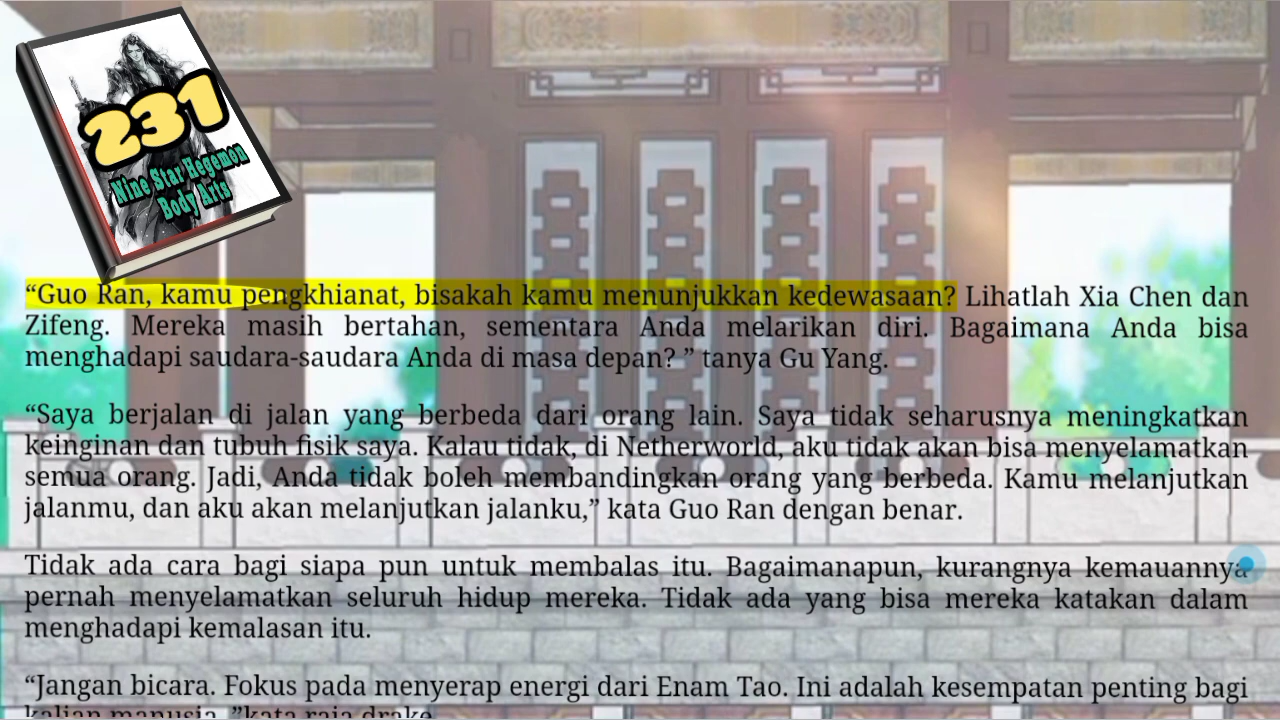 231
Nine Star Hegemon
Body Arts
“Guo Ran, kamu pengkhianat, bisakah kamu menunjukkan kedewasaan? Lihatlah Xia Chen dan
Zifeng. Mereka masih bertahan, sementara Anda melarikan diri. Bagaimana Anda bisa
menghadapi saudara-saudara Anda di masa depan? ” tanya Gu Yang.
“Saya berjalan di jalan yang berbeda dari orang lain. Saya tidak seharusnya meningkatkan
keinginan dan tubuh fisik saya. Kalau tidak, di Netherworld, aku tidak akan bisa menyelamatkan
semua orang. Jadi, Anda tidak boleh membandingkan orang yang berbeda. Kamu melanjutkan
jalanmu, dan aku akan melanjutkan jalanku,” kata Guo Ran dengan benar.
Tidak ada cara bagi siapa pun untuk membalas itu. Bagaimanapun, kurangnya kemauannya
pernah menyelamatkan seluruh hidup mereka. Tidak ada yang bisa mereka katakan dalam
menghadapi kemalasan itu.
“Jangan bicara. Fokus pada menyerap energi dari Enam Tao. Ini adalah kesempatan penting bagi
kalian manusia, ”kata raja drake.